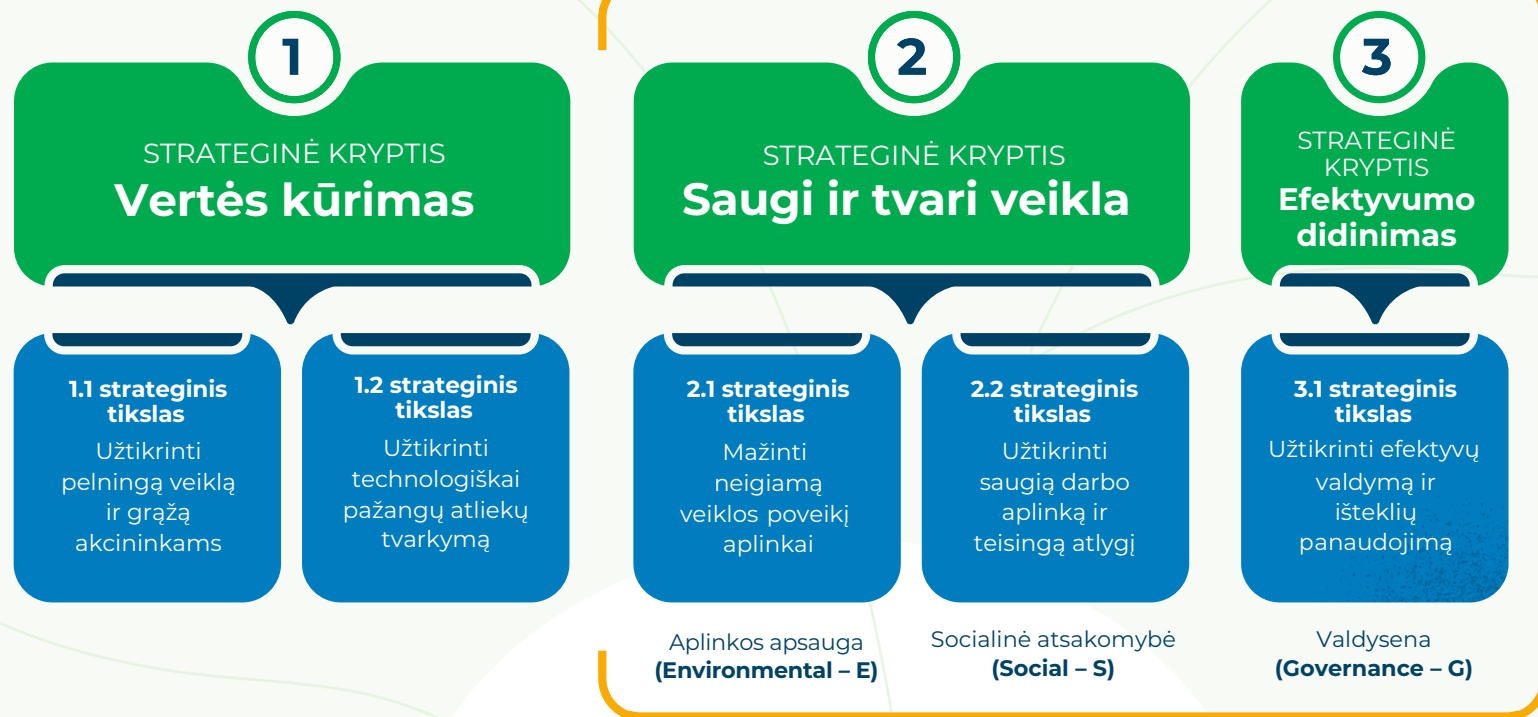 1
STRATEGINĖ KRYPTIS
Vertės kūrimas
1.1 strateginis
tikslas
Užtikrinti
pelningą veiklą
ir grąžą
akcininkams
1.2 strateginis
tikslas
Užtikrinti
technologiškai
pažangų atliekų
tvarkymą
2
STRATEGINĖ KRYPTIS
Saugi ir tvari veikla
2.1 strateginis
tikslas
Mažinti
neigiamą
veiklos poveikį
aplinkai
Aplinkos apsauga
(Environmental – E)
2.2 strateginis
tikslas
Užtikrinti
saugią darbo
aplinką ir
teisingą atlygį
Socialinė atsakomybė
(Social – S)
3
STRATEGINĖ
KRYPTIS
Efektyvumo
didinimas
3.1 strateginis
tikslas
Užtikrinti efektyvų
valdymą ir
išteklių
panaudojimą
Valdysena
(Governance – G)